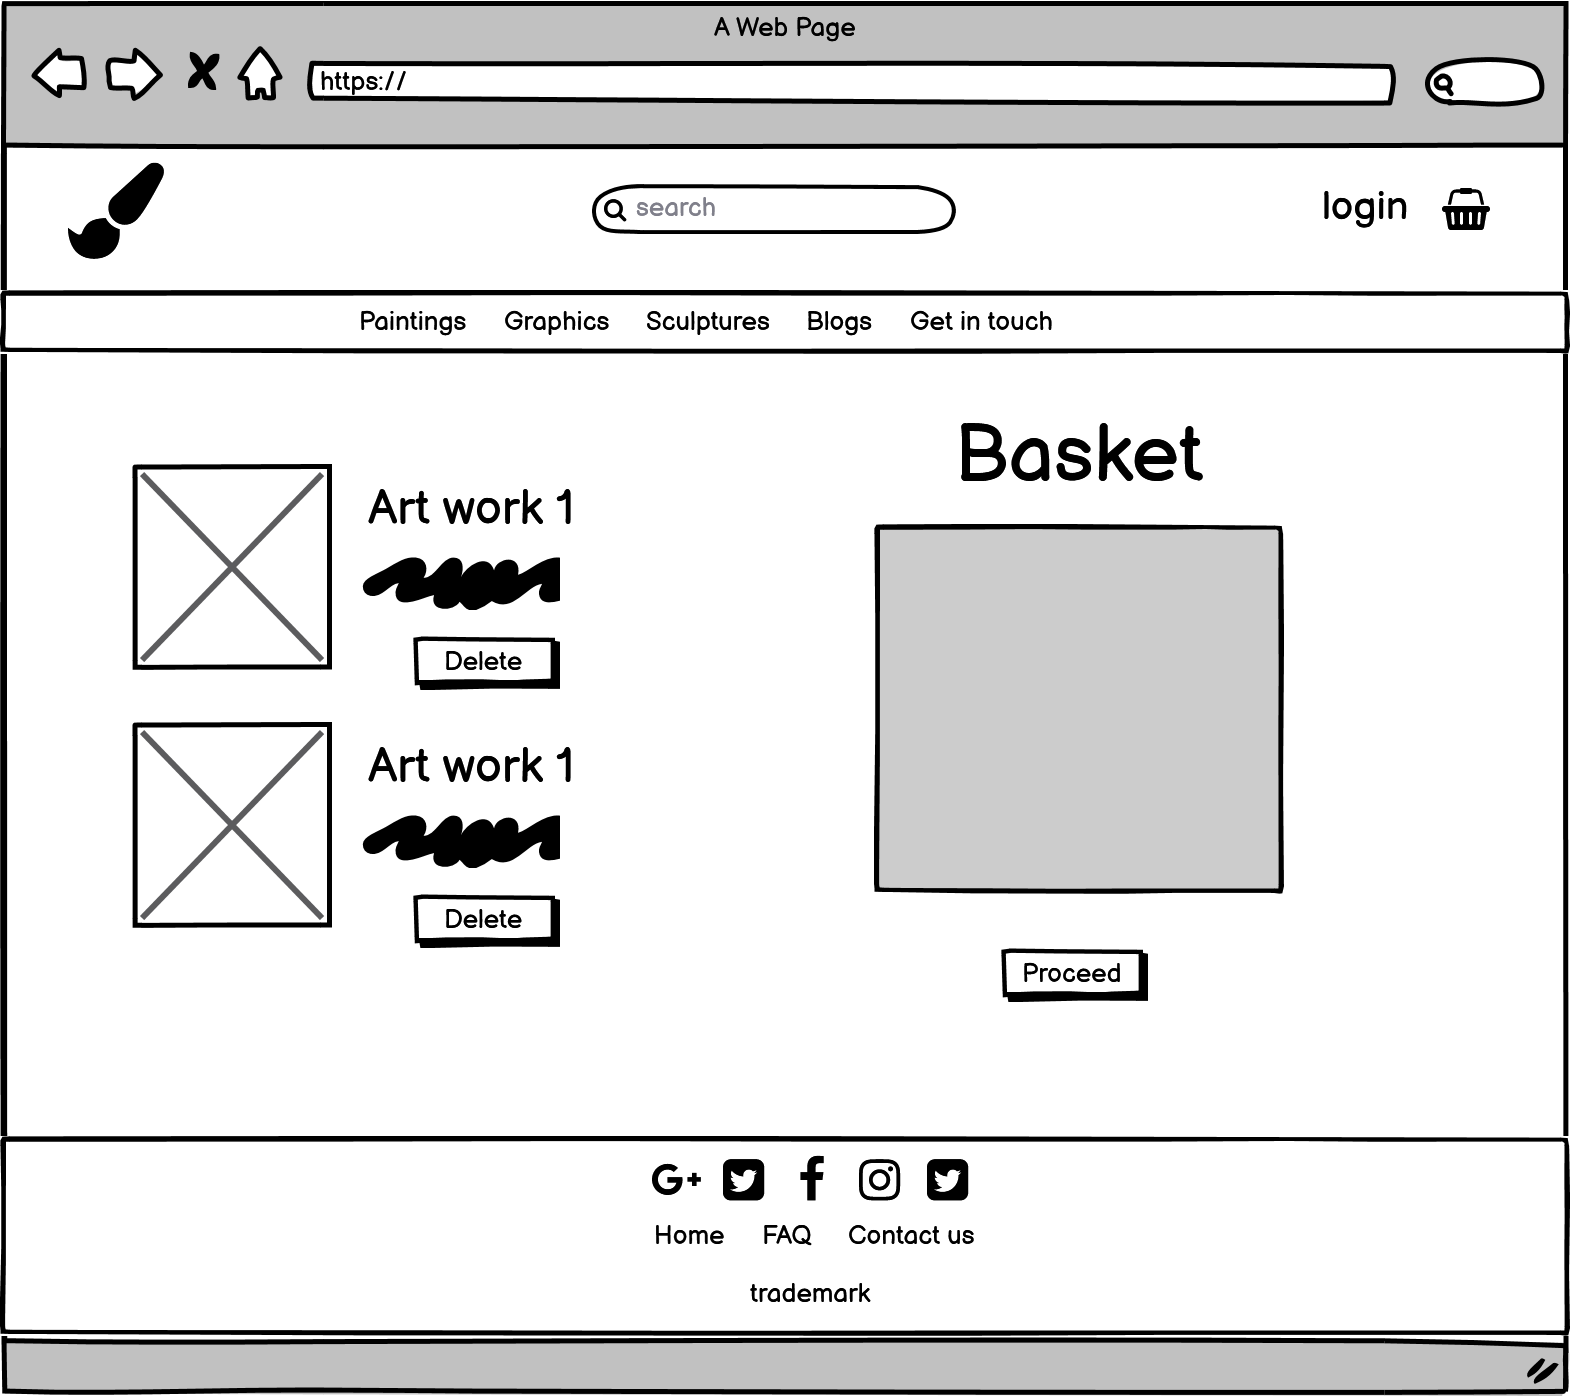 A Web Page
https://
search
login
Paintings Graphics Sculptures Blogs Get in touch
Basket
Art work 1
Delete
Art work 1
Delete
Proceed
G+
Home FAQ Contact us
trademark